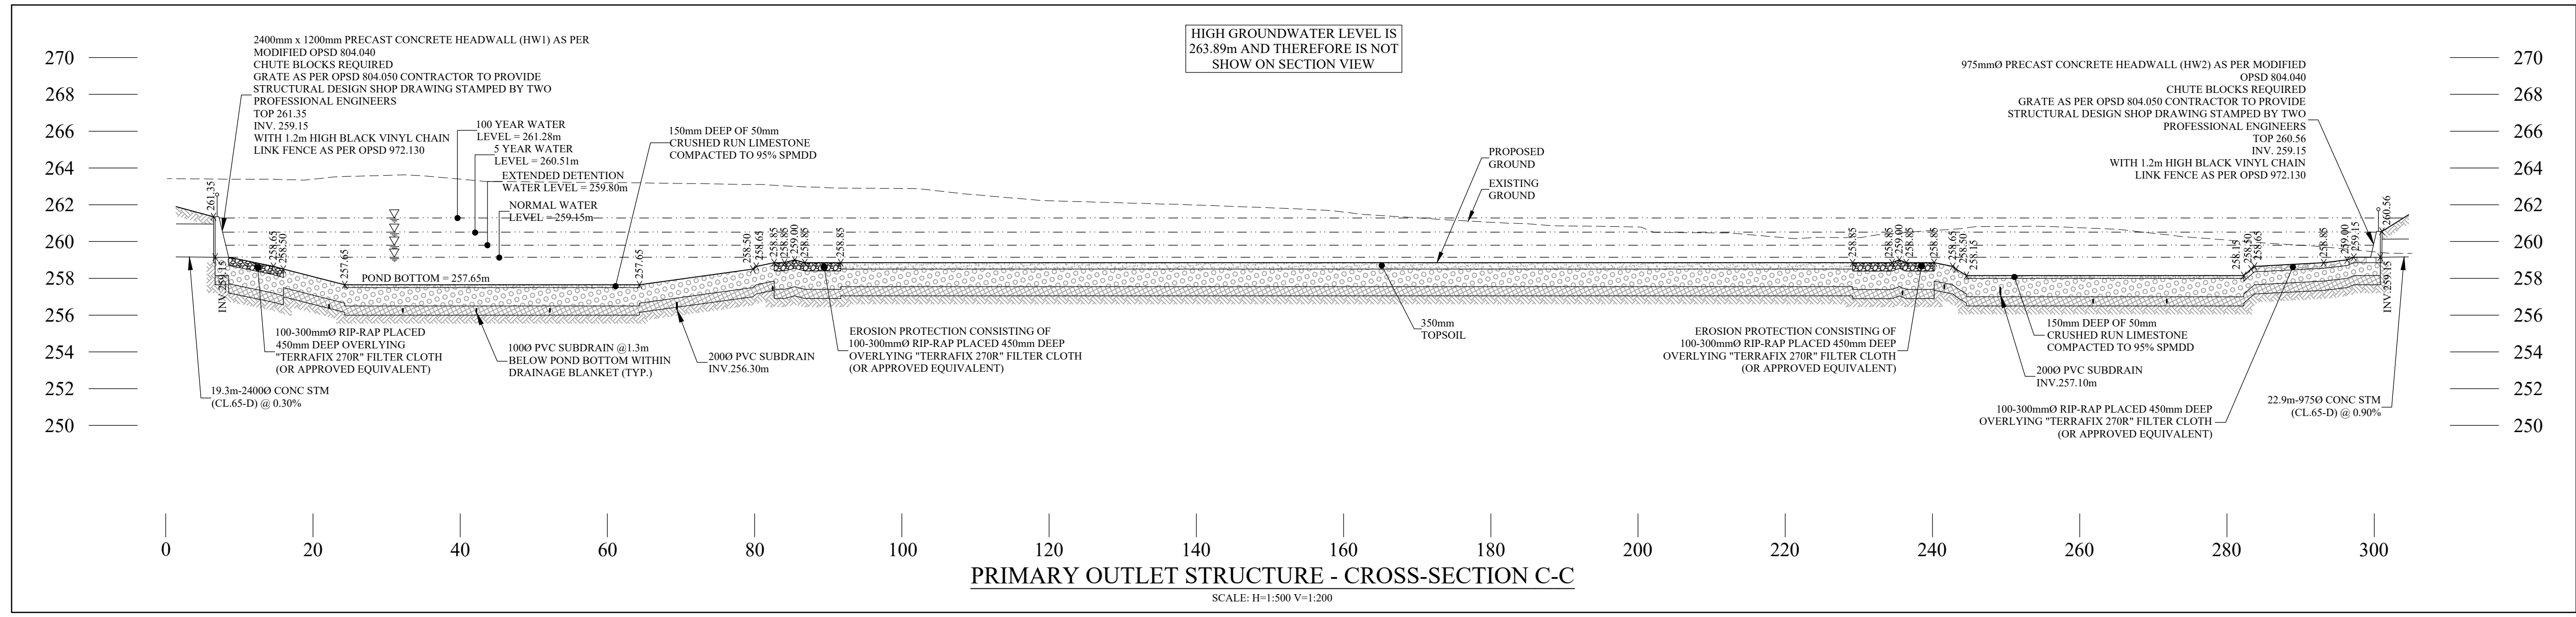 HIGH GROUNDWATER LEVEL IS
263.89m AND THEREFORE IS NOT
SHOW ON SECTION VIEW
2400mm x 1200mm PRECAST CONCRETE HEADWALL (HW1) AS PER
MODIFIED OPSD 804.040
CHUTE BLOCKS REQUIRED
GRATE AS PER OPSD 804.050 CONTRACTOR TO PROVIDE
STRUCTURAL DESIGN SHOP DRAWING STAMPED BY TWO
PROFESSIONAL ENGINEERS
TOP 261.35
INV. 259.15
WITH 1.2m HIGH BLACK VINYL CHAIN
LINK FENCE AS PER OPSD 972.130
100 YEAR WATER
LEVEL = 261.28m
5 YEAR WATER
LEVEL = 260.51m
EXTENDED DETENTION
WATER LEVEL = 259.80m
NORMAL WATER
LEVEL = 259.15m
150mm DEEP OF 50mm
CRUSHED RUN LIMESTONE
COMPACTED TO 95% SPMDD
PROPOSED
GROUND
EXISTING
GROUND
975mmØ PRECAST CONCRETE HEADWALL (HW2) AS PER MODIFIED
OPSD 804.040
CHUTE BLOCKS REQUIRED
GRATE AS PER OPSD 804.050 CONTRACTOR TO PROVIDE
STRUCTURAL DESIGN SHOP DRAWING STAMPED BY TWO
PROFESSIONAL ENGINEERS
TOP 260.56
INV. 259.15
WITH 1.2m HIGH BLACK VINYL CHAIN
LINK FENCE AS PER OPSD 972.130
270
268
266
264
262
260
258
256
254
252
250
270
268
266
264
262
260
258
256
254
252
250
261.35
INV. 259.15
258.65
258.50
257.65
POND BOTTOM = 257.65m
257.65
258.50
258.65
258.85
258.85
259.00
258.85
258.85
258.85
258.85
259.00
258.85
258.85
258.65
258.50
258.15
258.15
258.50
258.65
258.85
259.00
259.15
260.56
INV.259.15
100-300mmØ RIP-RAP PLACED
450mm DEEP OVERLYING
"TERRAFIX 270R" FILTER CLOTH
(OR APPROVED EQUIVALENT)
19.3m-2400Ø CONC STM
(CL.65-D) @ 0.30%
100Ø PVC SUBDRAIN @1.3m
BELOW POND BOTTOM WITHIN
DRAINAGE BLANKET (TYP.)
200Ø PVC SUBDRAIN
INV.256.30m
EROSION PROTECTION CONSISTING OF
100-300mmØ RIP-RAP PLACED 450mm DEEP
OVERLYING "TERRAFIX 270R" FILTER CLOTH
(OR APPROVED EQUIVALENT)
350mm
TOPSOIL
EROSION PROTECTION CONSISTING OF
100-300mmØ RIP-RAP PLACED 450mm DEEP
OVERLYING "TERRAFIX 270R" FILTER CLOTH
(OR APPROVED EQUIVALENT)
150mm DEEP OF 50mm
CRUSHED RUN LIMESTONE
COMPACTED TO 95% SPMDD
200Ø PVC SUBDRAIN
INV.257.10m
100-300mmØ RIP-RAP PLACED 450mm DEEP
OVERLYING "TERRAFIX 270R" FILTER CLOTH
(OR APPROVED EQUIVALENT)
22.9m-975Ø CONC STM
(CL.65-D) @ 0.90%
0 20 40 60 80 100 120 140 160 180 200 220 240 260 280 300
PRIMARY OUTLET STRUCTURE - CROSS-SECTION C-C
SCALE: H=1:500 V=1:200